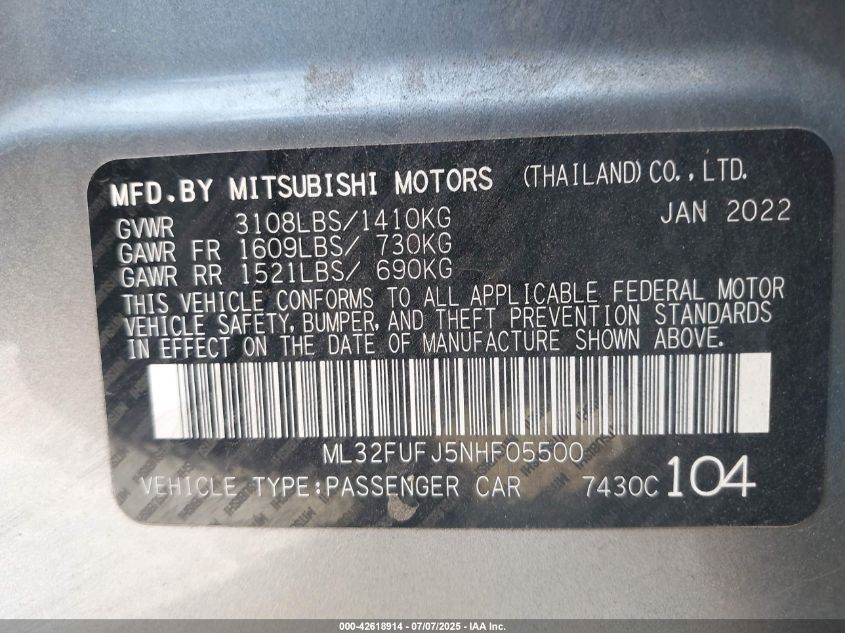 MFD.BY MITSUBISHI MOTORS (THAILAND) CO.,LTD.
GVWR 3108LBS/1410KG JAN 2022
GAWR FR 1609LBS/ 730KG
GAWR RR 1521LBS/ 690KG
THIS VEHICLE CONFORMS TO ALL APPLICABLE FEDERAL MOTOR
VEHICLE SAFETY, BUMPER, AND THEFT PREVENTION STANDARDS
IN EFFECT ON THE DATE OF MANUFACTURE SHOWN ABOVE.
ML32FUFJ5NHF05500
VEHICLE TYPE:PASSENGER CAR 7430C 104
000-42618914 - 07/07/2025 - IAA Inc.